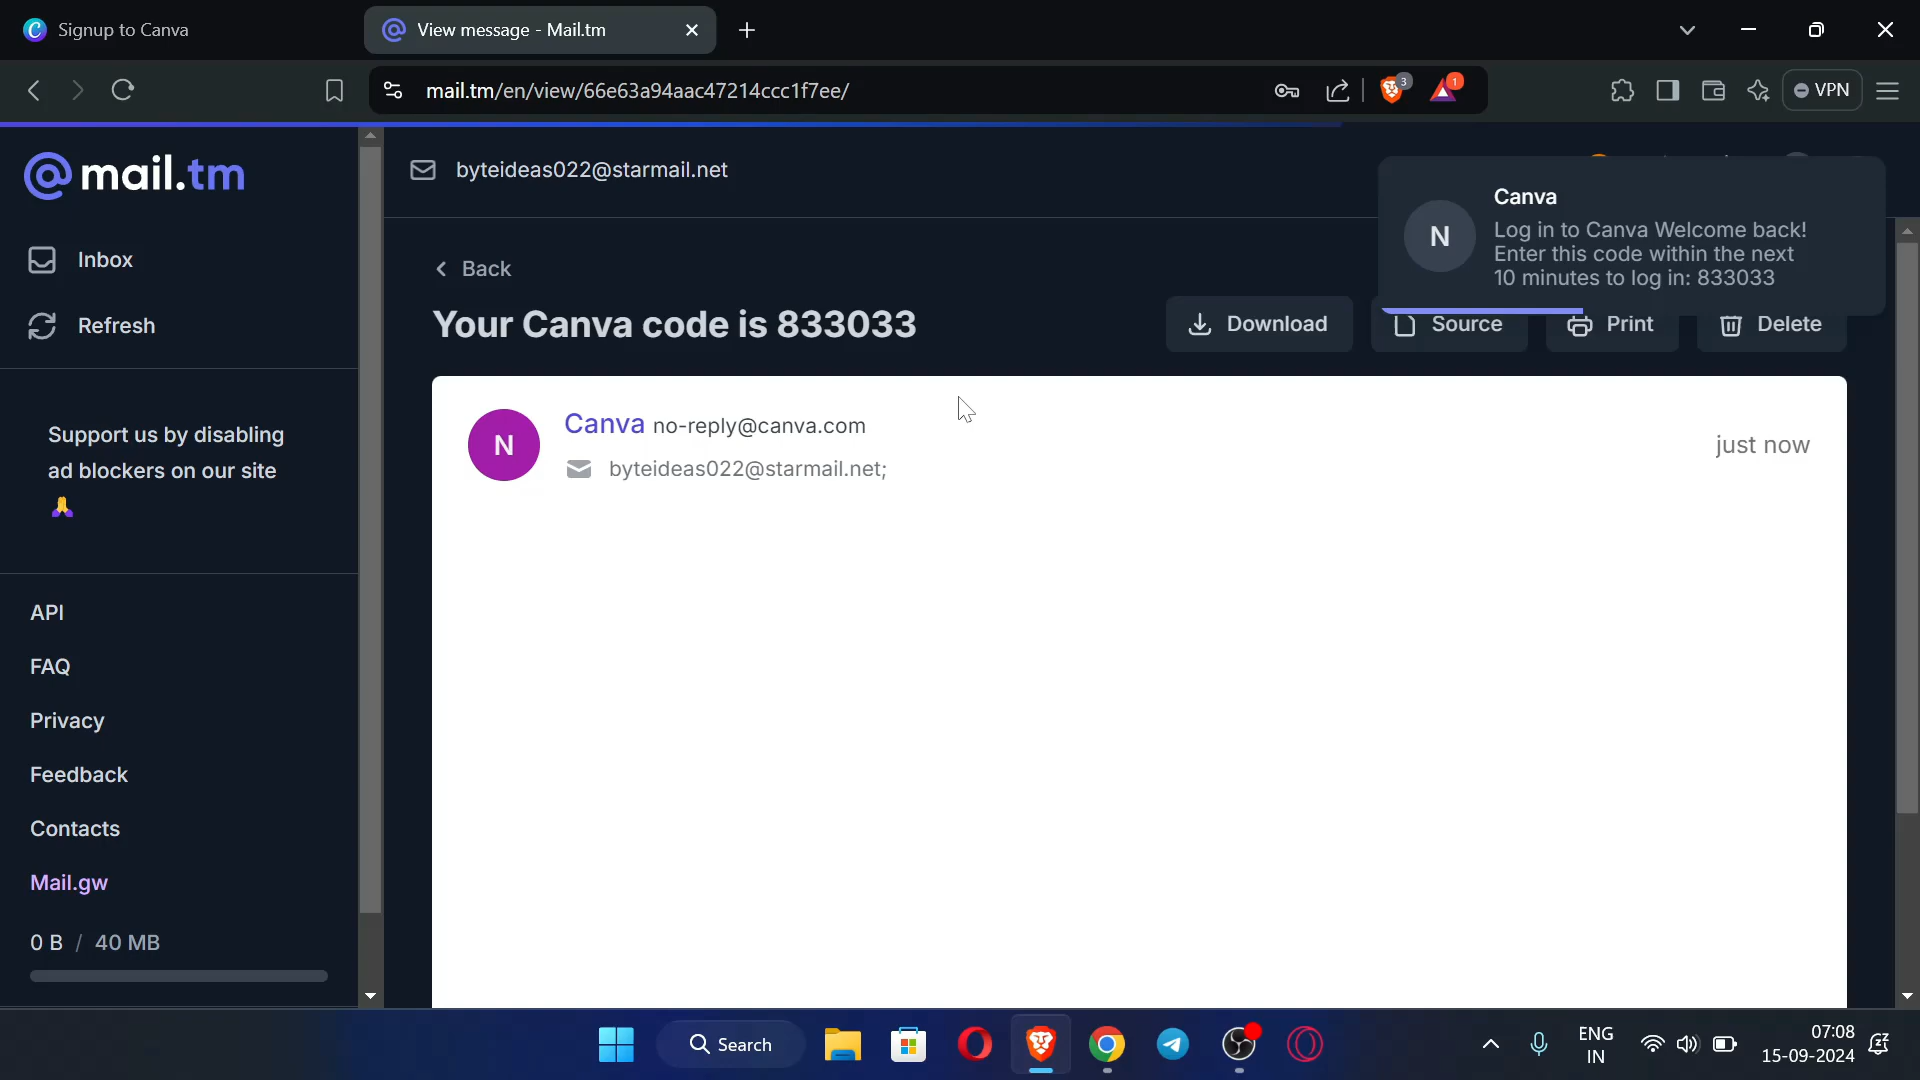 Signup to Canva
View message - Mail.tm
mail.tm/en/view/66e63a94aac47214ccc1f7ee/
3
1
VPN
@mail.tm
byteideas022@starmail.net
Canva
N
Log in to Canva Welcome back!
Enter this code within the next
10 minutes to log in: 833033
Inbox
Refresh
Back
Your Canva code is 833033
Download
Source
Print
Delete
Support us by disabling
ad blockers on our site
🙏
N
Canva no-reply@canva.com
byteideas022@starmail.net;
just now
API
FAQ
Privacy
Feedback
Contacts
Mail.gw
0 B / 40 MB
Search
ENG
IN
07:08
15-09-2024